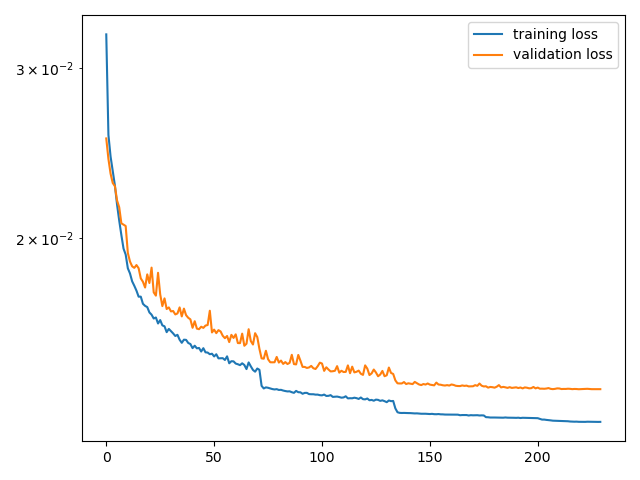 training loss
validation loss
3 × 10⁻²
2 × 10⁻²
0
50
100
150
200